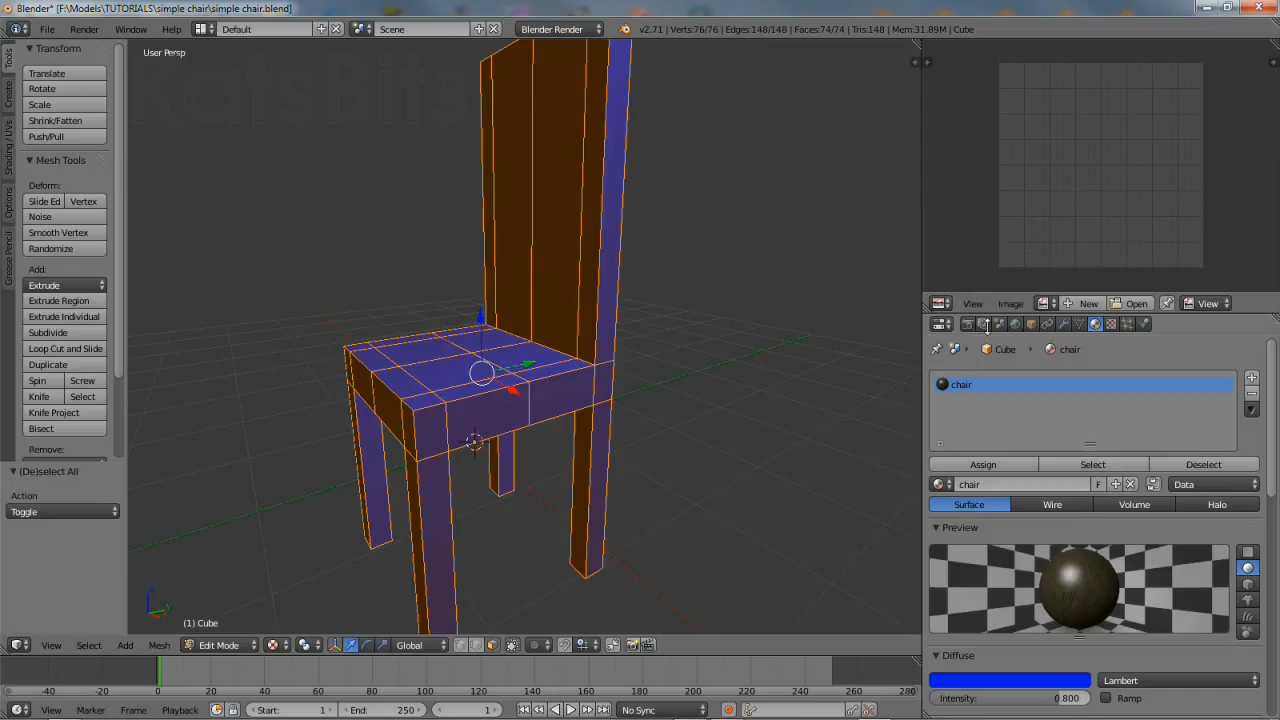 Blender* [F:\Models\TUTORIALS\simple chair\simple chair.blend]
File Render Window Help Default Scene Blender Render v2.71 | Verts:76/76 | Edges:148/148 | Faces:74/74 | Tris:148 | Mem:31.89M | Cube
Tools
Create
Shading / UVs
Options
Grease Pencil
Transform
Translate
Rotate
Scale
Shrink/Fatten
Push/Pull
Mesh Tools
Deform:
Slide Ed Vertex
Noise
Smooth Vertex
Randomize
Add:
Extrude
Extrude Region
Extrude Individual
Subdivide
Loop Cut and Slide
Duplicate
Spin Screw
Knife Select
Knife Project
Bisect
Remove:
(De)select All
Action
Toggle
User Persp
(1) Cube
View Select Add Mesh Edit Mode Global
-40 -20 0 20 40 60 80 100 120 140 160 180 200 220 240 260 280
View Marker Frame Playback Start: 1 End: 250 1 No Sync
View Image New Open View
Cube chair
chair
Assign Select Deselect
chair F Data
Surface Wire Volume Halo
Preview
Diffuse
Lambert
Intensity: 0.800 Ramp